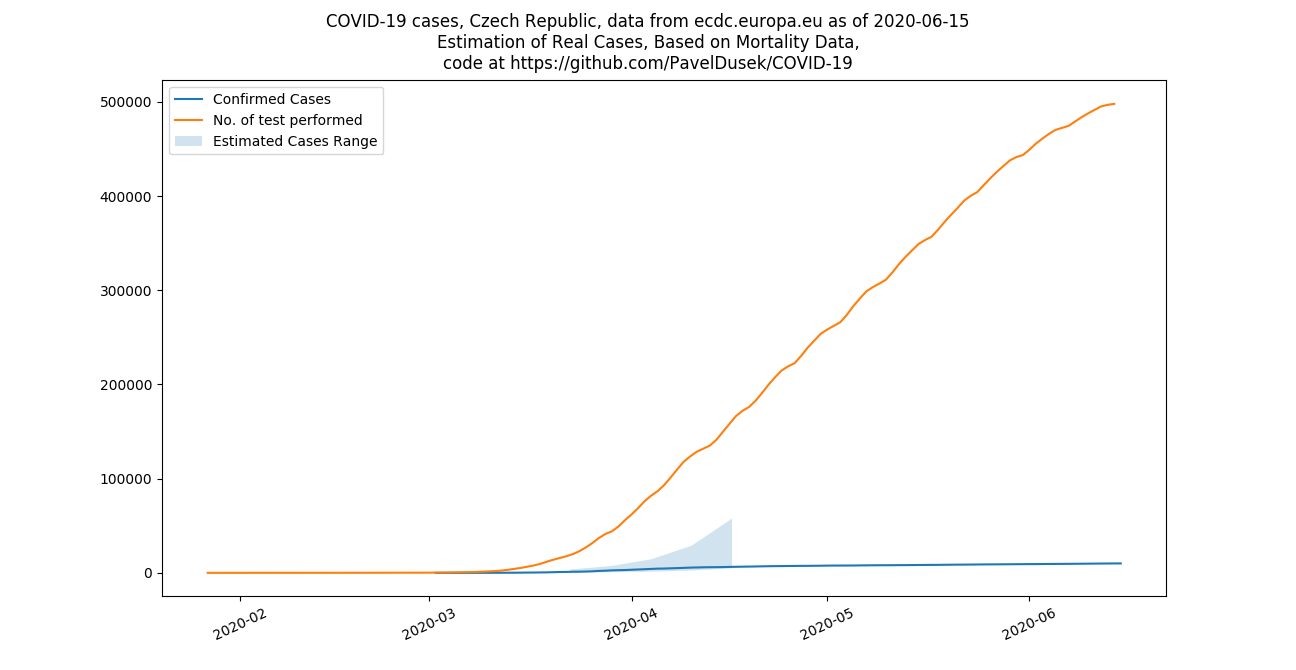 COVID-19 cases, Czech Republic, data from ecdc.europa.eu as of 2020-06-15
Estimation of Real Cases, Based on Mortality Data,
code at https://github.com/PavelDusek/COVID-19
Confirmed Cases
No. of test performed
Estimated Cases Range
500000
400000
300000
200000
100000
0
2020-02
2020-03
2020-04
2020-05
2020-06